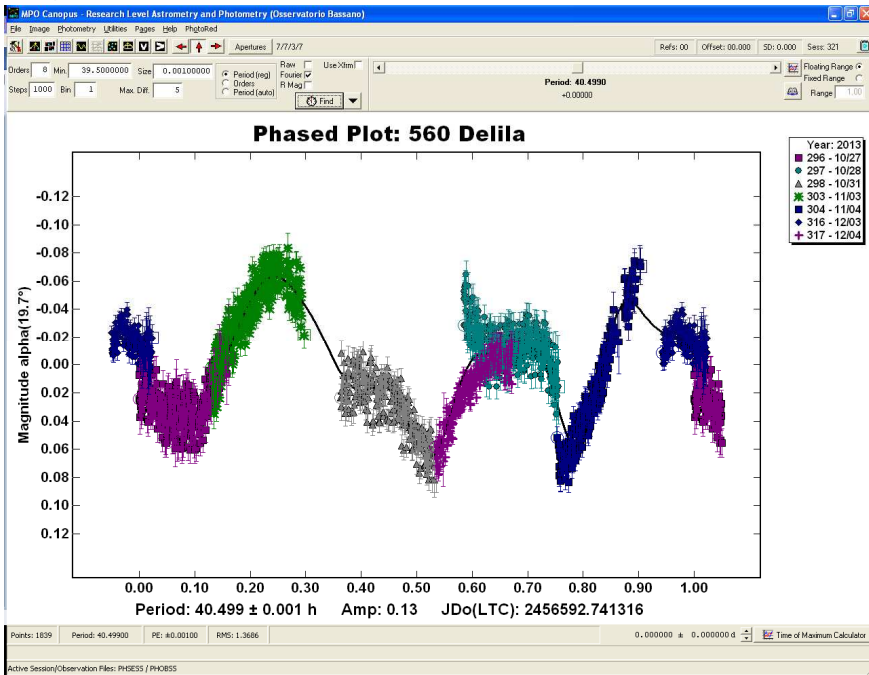 MPO Canopus - Research Level Astrometry and Photometry (Osservatorio Bassano)
File Image Photometry Utilities Pages Help PhotoRed
Apertures 7/7/3/7 Refs: 00 Offset: 00.000 SD: 0.000 Sess: 321
Orders 8 Min. 39.5000000 Size 0.00100000 Period (reg) Raw Use Xfrm Floating Range
Orders Fourier Period: 40.4990 Fixed Range
Steps 1000 Bin 1 Max. Diff. 5 Period (auto) R Mag +0.00000 Range 1.00
Find
Phased Plot: 560 Delila
Year: 2013
296 - 10/27
297 - 10/28
298 - 10/31
303 - 11/03
304 - 11/04
316 - 12/03
317 - 12/04
Magnitude alpha(19.7°)
-0.12
-0.10
-0.08
-0.06
-0.04
-0.02
0.00
0.02
0.04
0.06
0.08
0.10
0.12
0.00 0.10 0.20 0.30 0.40 0.50 0.60 0.70 0.80 0.90 1.00
Period: 40.499 ± 0.001 h Amp: 0.13 JDo(LTC): 2456592.741316
Points: 1839 Period: 40.49900 PE: ±0.00100 RMS: 1.3686 0.000000 ± 0.000000 d Time of Maximum Calculator
Active Session/Observation Files: PHSESS / PHOBSS